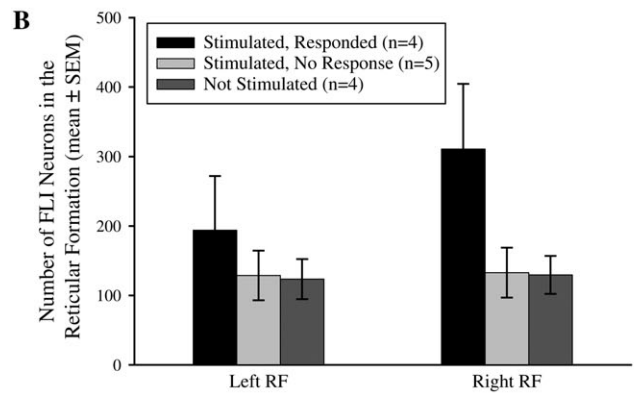 B
Number of FLI Neurons in the
Reticular Formation (mean ± SEM)
500
400
300
200
100
0
Stimulated, Responded (n=4)
Stimulated, No Response (n=5)
Not Stimulated (n=4)
Left RF
Right RF